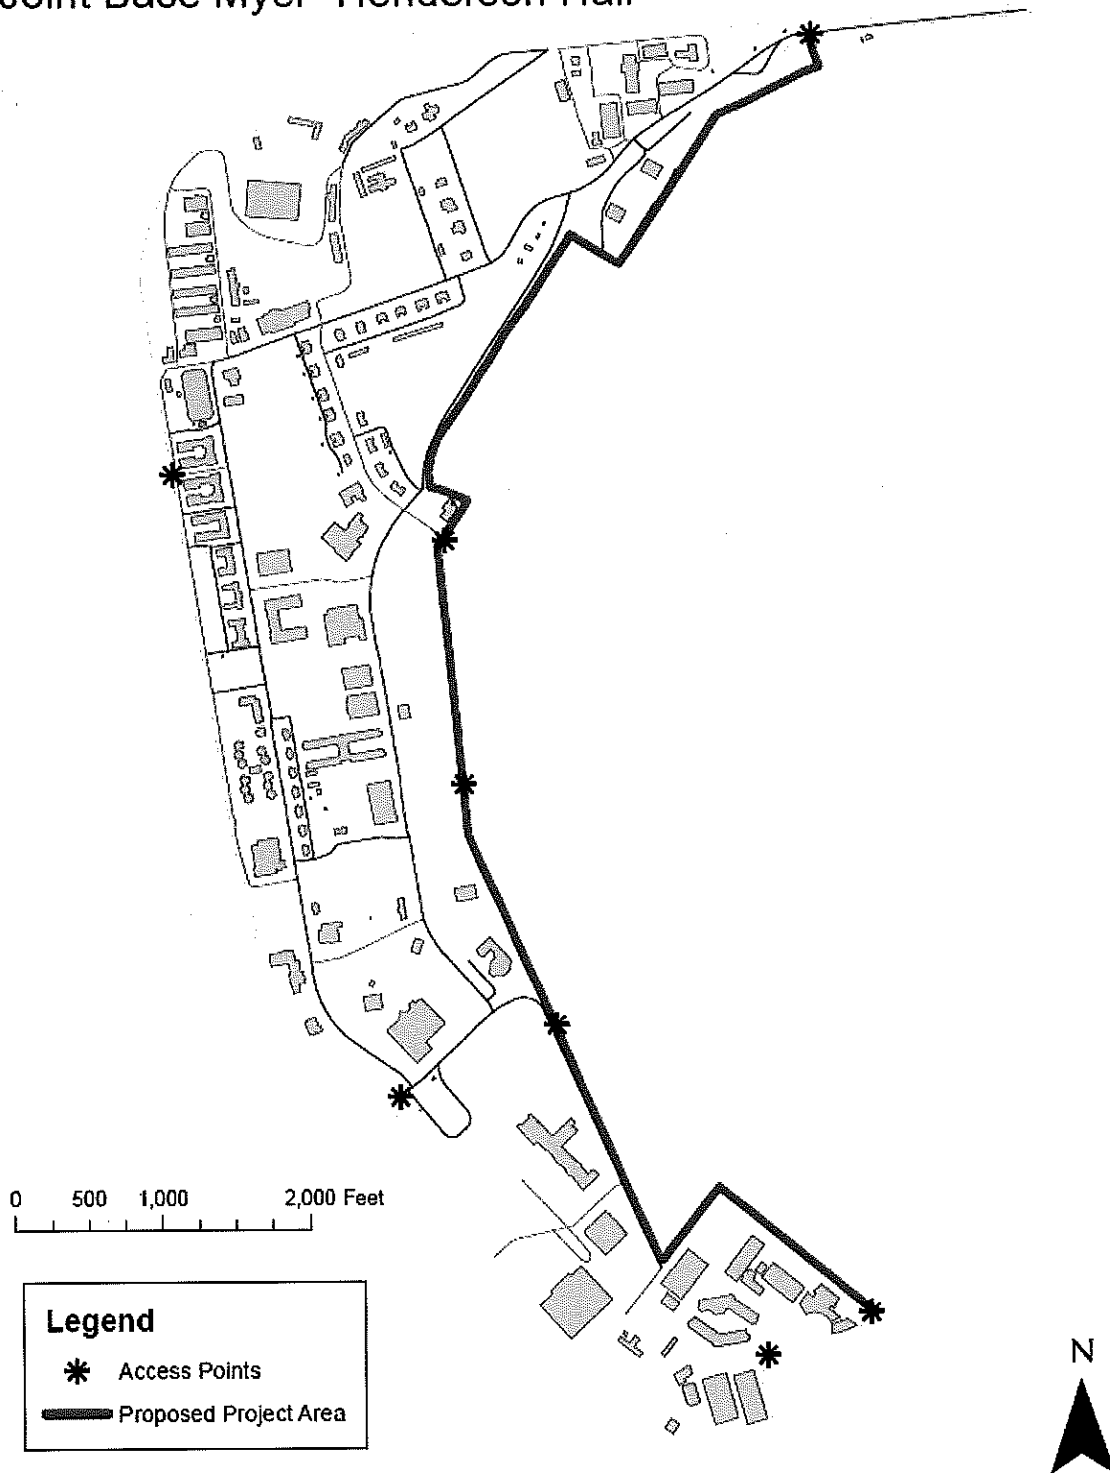 Joint Base Myer-Henderson Hall
0 500 1,000 2,000 Feet
Legend
Access Points
Proposed Project Area
N